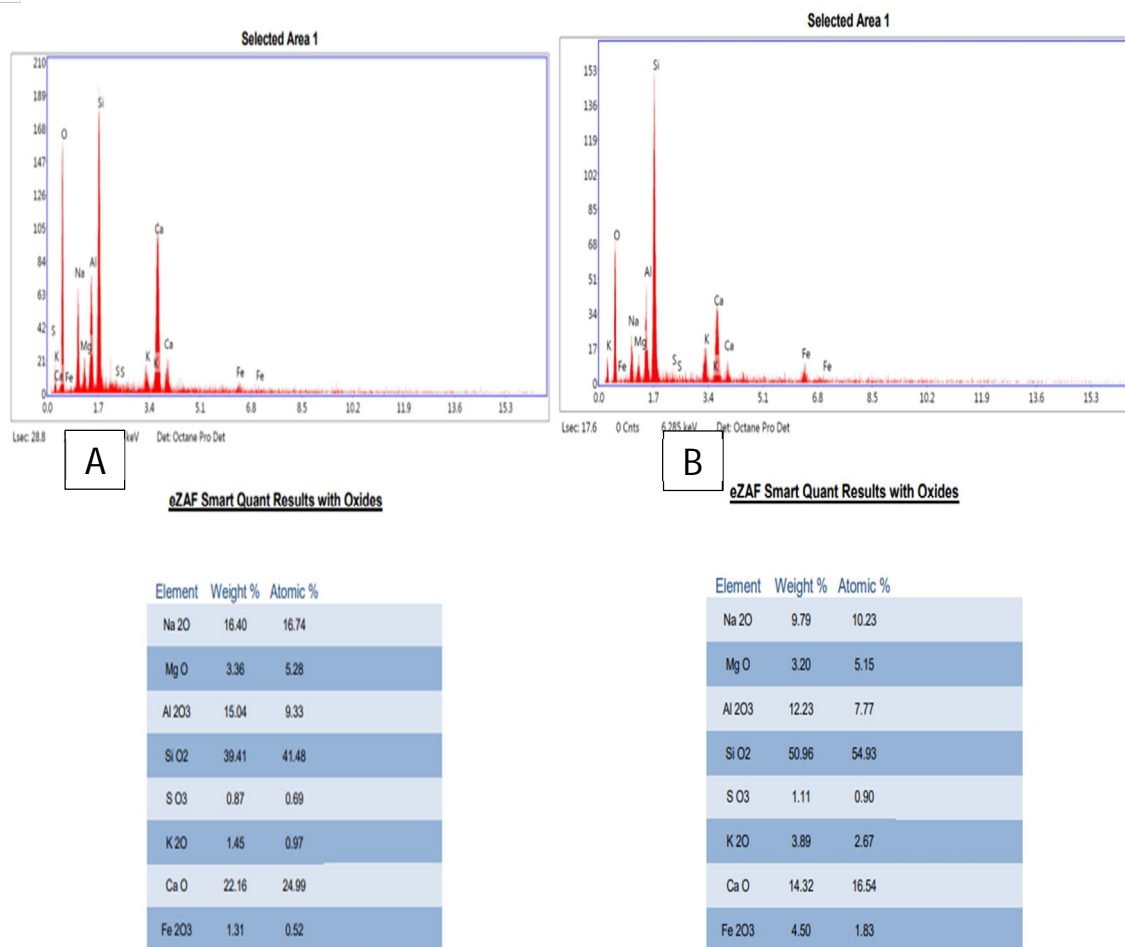 Selected Area 1
210
189
168
147
126
105
84
63
42
21
0
S
K
Ca
O
Fe
Na
Mg
Al
Si
S
S
K
Ca
K
Ca
Fe
Fe
0.0 1.7 3.4 5.1 6.8 8.5 10.2 11.9 13.6 15.3
Lsec: 28.8 keV Det: Octane Pro Det
A
eZAF Smart Quant Results with Oxides
Element Weight % Atomic %
Na 2O 16.40 16.74
Mg O 3.36 5.28
Al 2O3 15.04 9.33
Si O2 39.41 41.48
S O3 0.87 0.69
K 2O 1.45 0.97
Ca O 22.16 24.99
Fe 2O3 1.31 0.52
Selected Area 1
153
136
119
102
85
68
51
34
17
0
K
O
Fe
Na
Mg
Al
Si
S
S
K
Ca
K
Ca
Fe
Fe
0.0 1.7 3.4 5.1 6.8 8.5 10.2 11.9 13.6 15.3
Lsec: 17.6 0 Cnts 6.285 keV Det: Octane Pro Det
B
eZAF Smart Quant Results with Oxides
Element Weight % Atomic %
Na 2O 9.79 10.23
Mg O 3.20 5.15
Al 2O3 12.23 7.77
Si O2 50.96 54.93
S O3 1.11 0.90
K 2O 3.89 2.67
Ca O 14.32 16.54
Fe 2O3 4.50 1.83